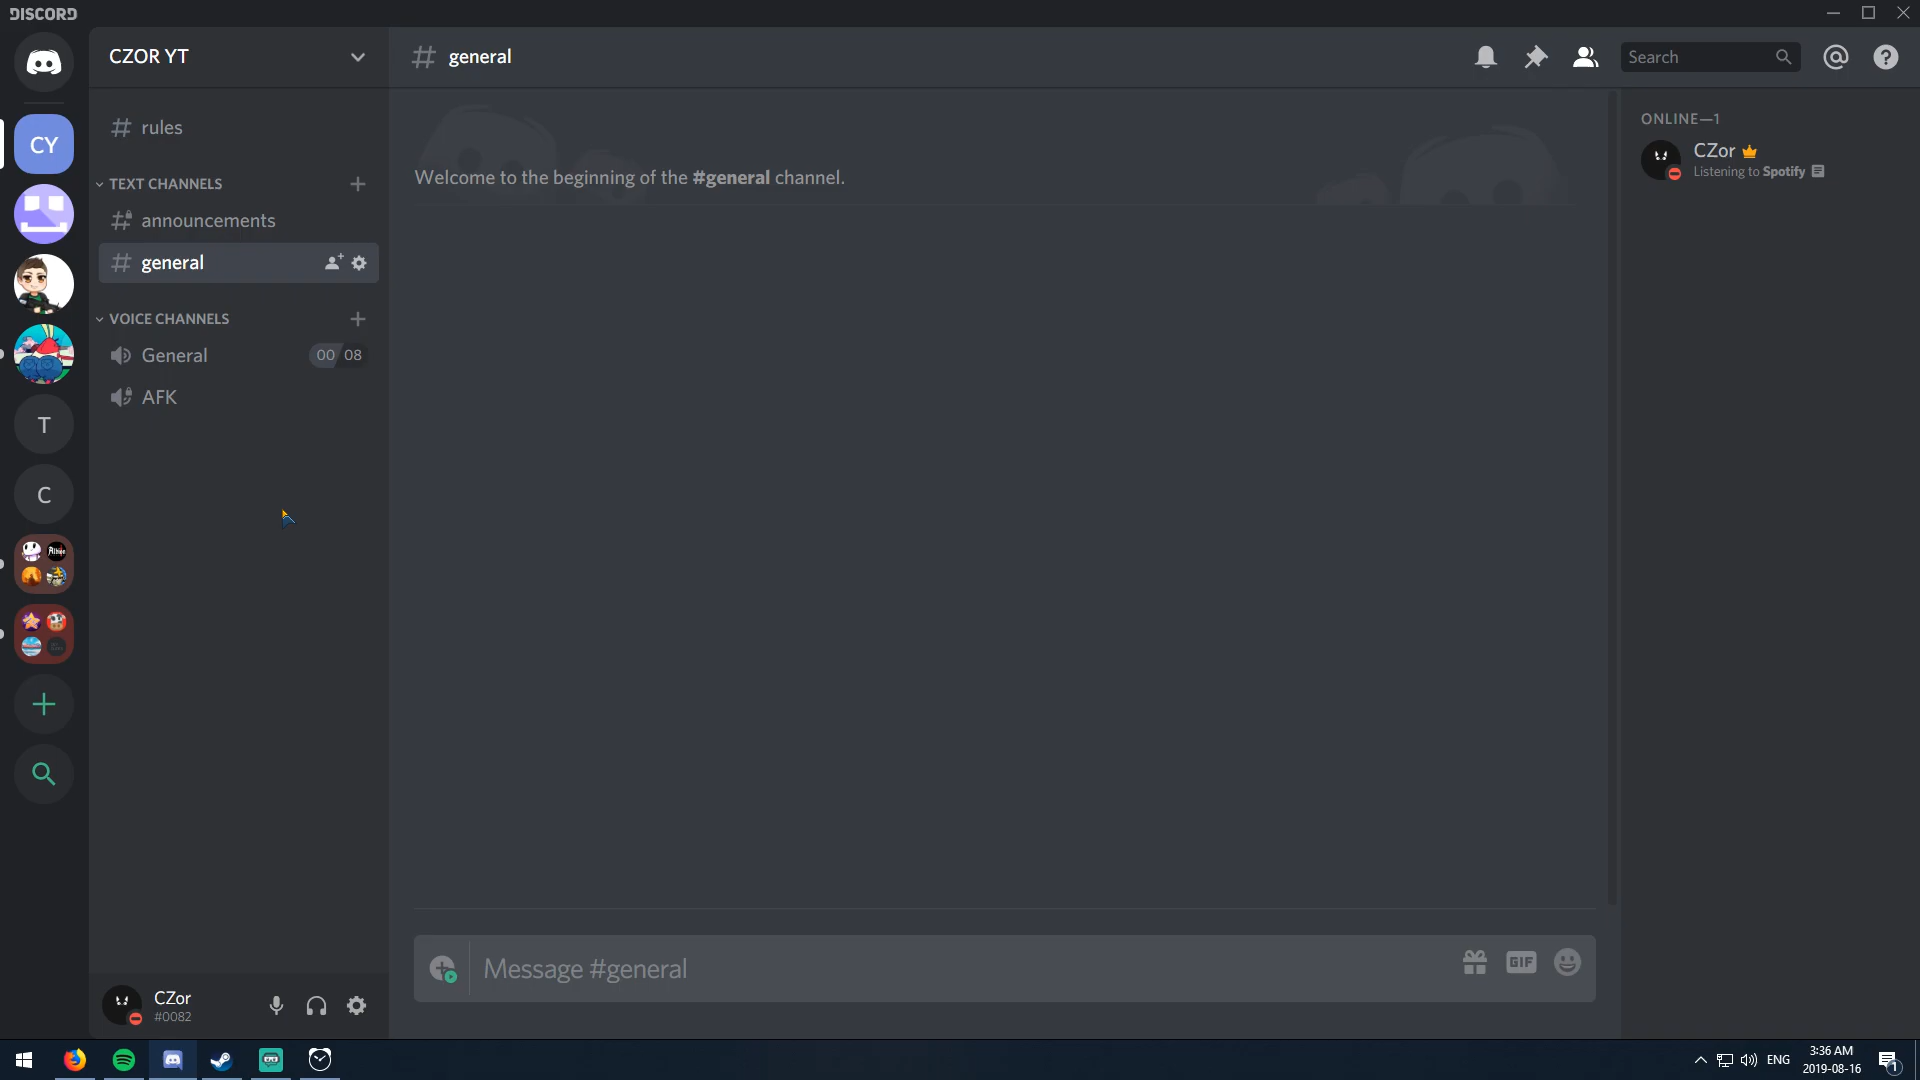 DISCORD
CZOR YT
general
Search
CY
rules
TEXT CHANNELS
announcements
general
VOICE CHANNELS
General
00 08
AFK
T
C
Welcome to the beginning of the #general channel.
ONLINE—1
CZor
Listening to Spotify
Message #general
GIF
CZor
#0082
ENG
3:36 AM
2019-08-16
1